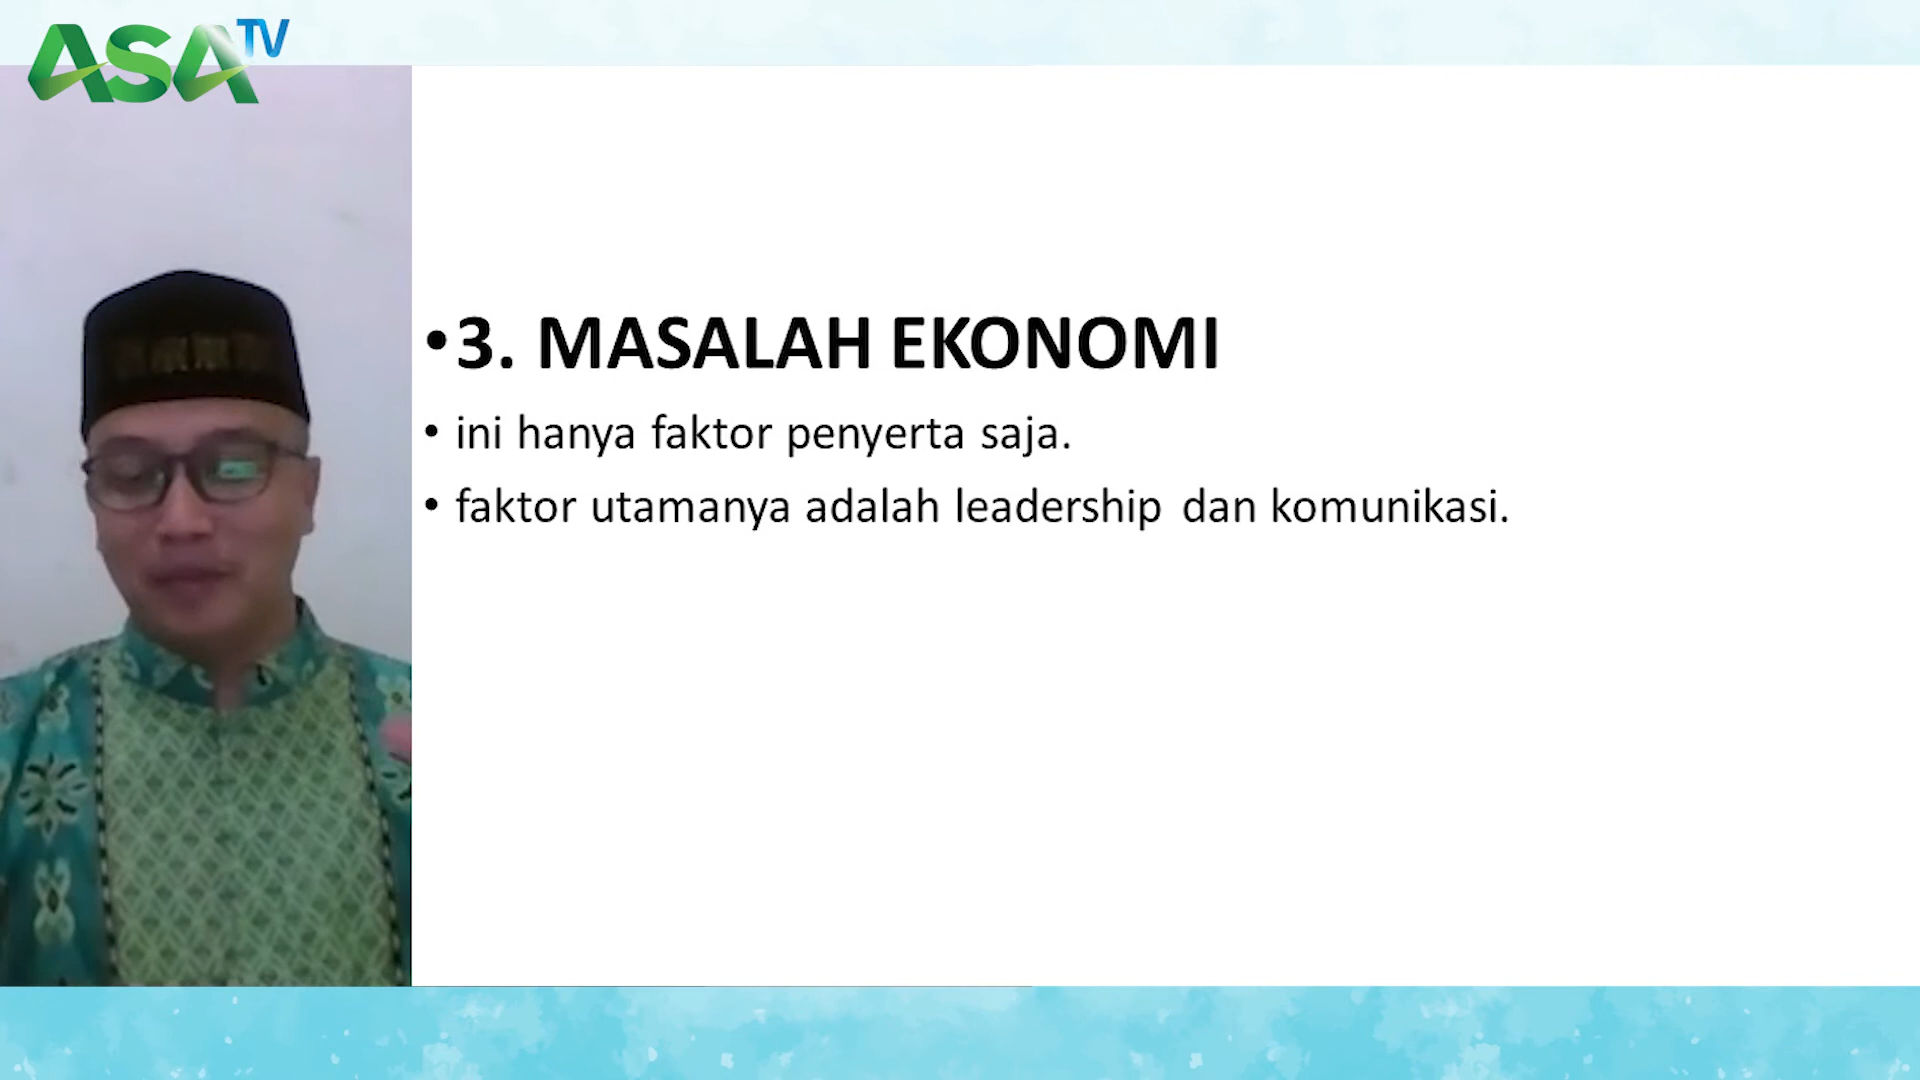 ASA TV
•3. MASALAH EKONOMI
• ini hanya faktor penyerta saja.
• faktor utamanya adalah leadership dan komunikasi.